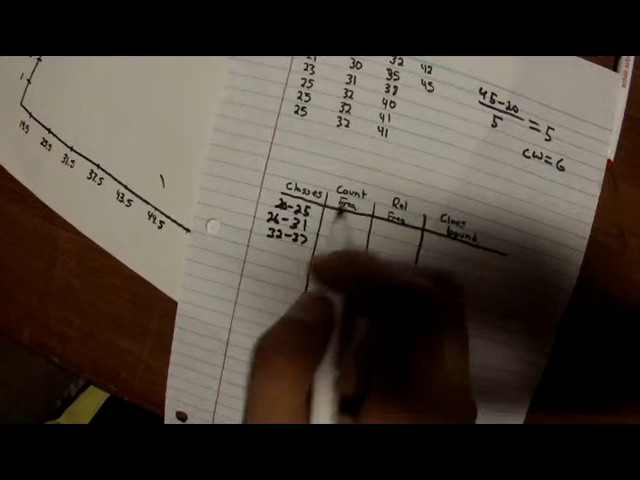 32 42
23 30 35 45
25 31 38
25 32 40
25 32 41
32 41
45-20
5
= 5
CW = 6
Classes Count Freq Rel Freq Class bound
20-25
26-31
32-37
1
19.5 25.5 31.5 37.5 43.5 49.5